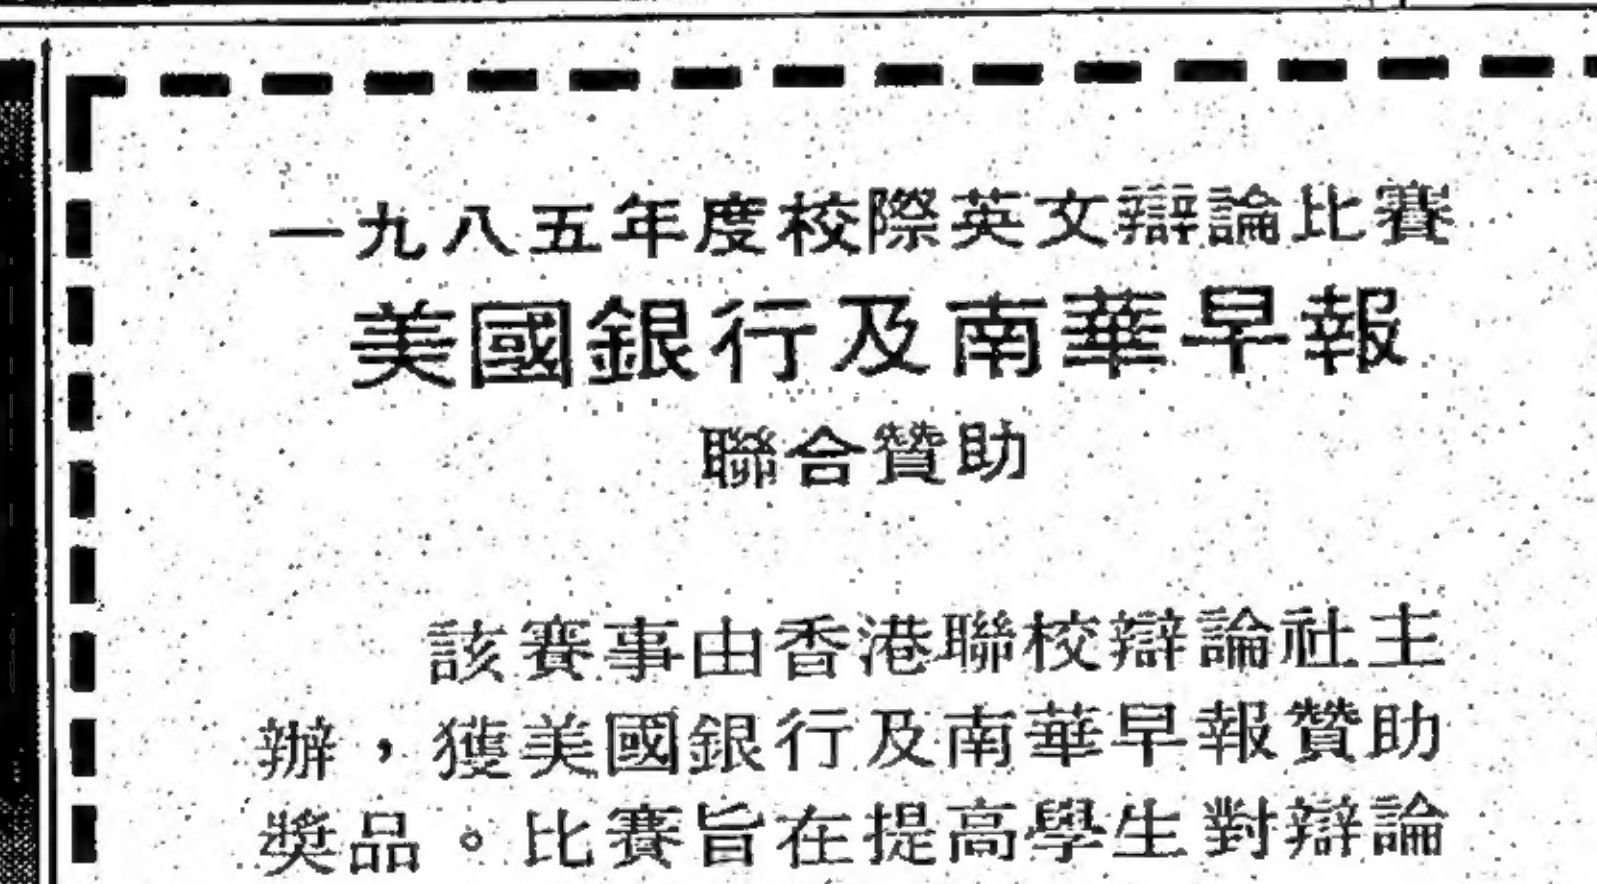 一九八五年度校際英文辯論比賽
美國銀行及南華早報
聯合贊助
該賽事由香港聯校辯論社主
辦，獲美國銀行及南華早報贊助
獎品。比賽旨在提高學生對辯論